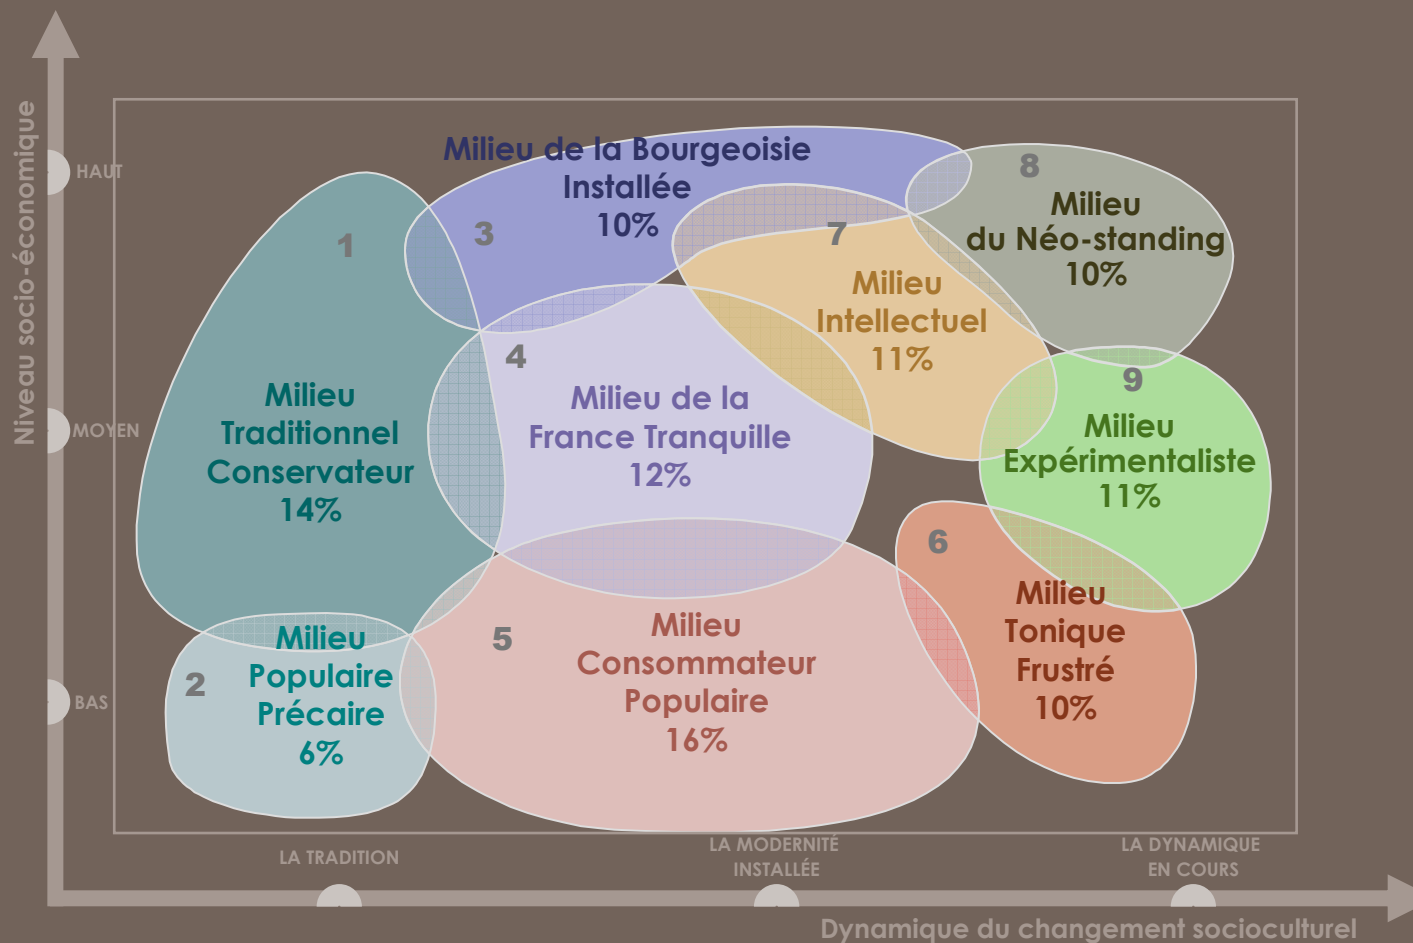 Niveau socio-économique
HAUT
MOYEN
BAS
1
Milieu
Traditionnel
Conservateur
14%
2
Milieu
Populaire
Précaire
6%
3
Milieu de la Bourgeoisie
Installée
10%
4
Milieu de la
France Tranquille
12%
5
Milieu
Consommateur
Populaire
16%
6
Milieu
Tonique
Frustré
10%
7
Milieu
Intellectuel
11%
8
Milieu
du Néo-standing
10%
9
Milieu
Expérimentaliste
11%
LA TRADITION
LA MODERNITÉ
INSTALLÉE
LA DYNAMIQUE
EN COURS
Dynamique du changement socioculturel